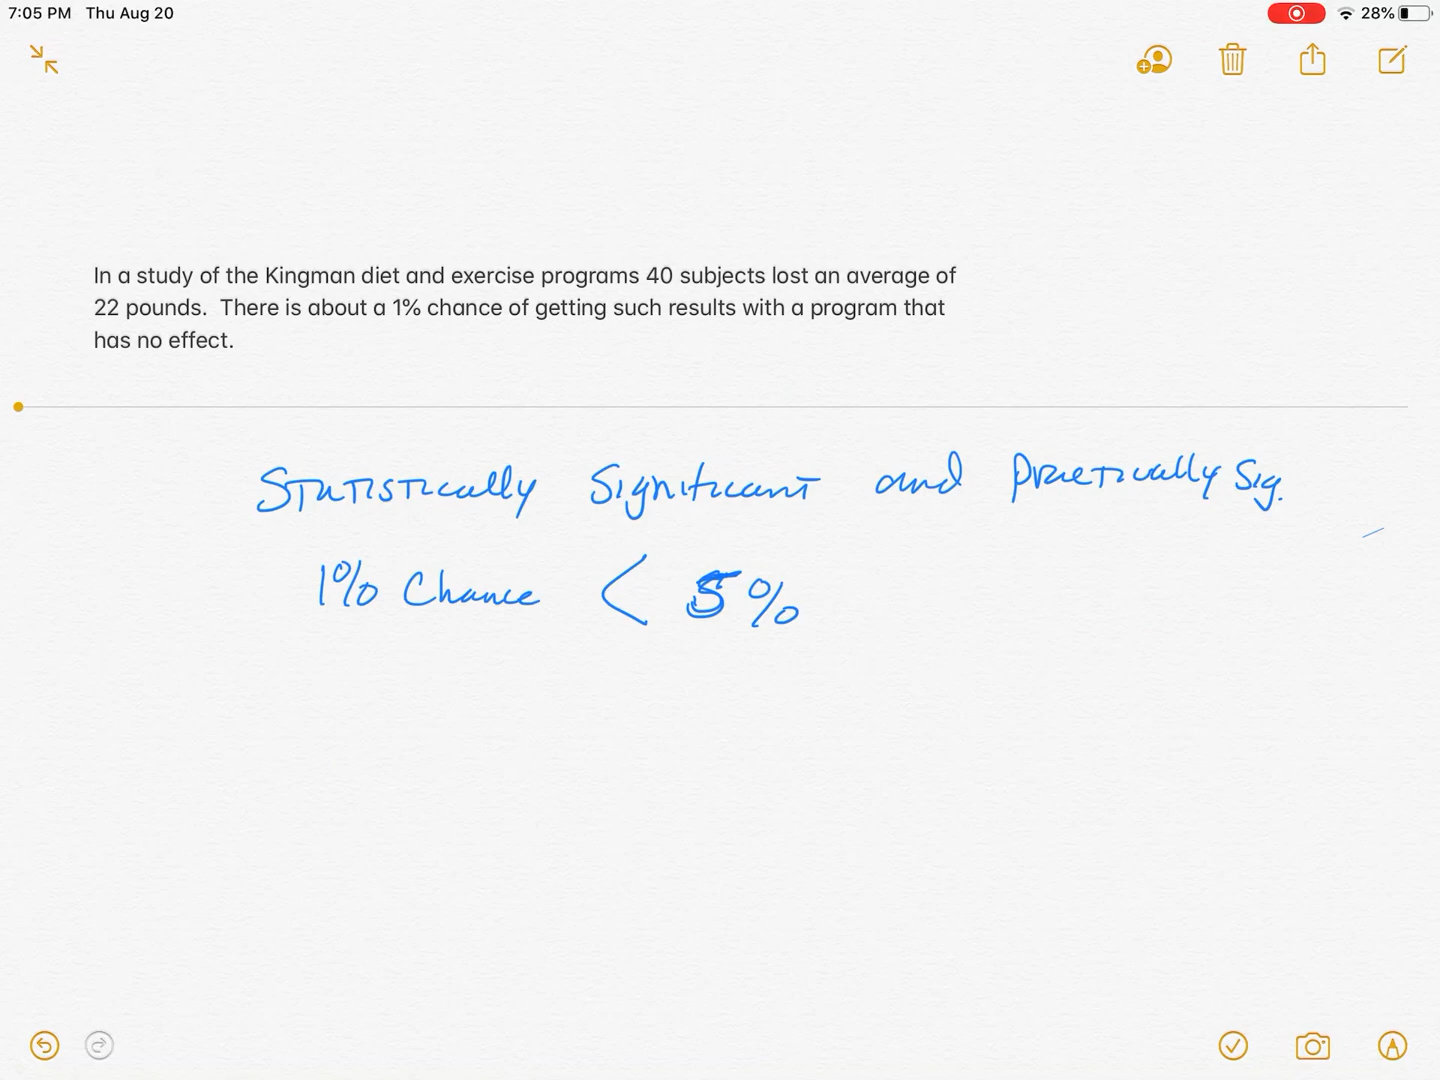 7:05 PM Thu Aug 20 28%
In a study of the Kingman diet and exercise programs 40 subjects lost an average of
22 pounds. There is about a 1% chance of getting such results with a program that
has no effect.
Statistically Significant and Practically Sig.
1% Chance < 5%